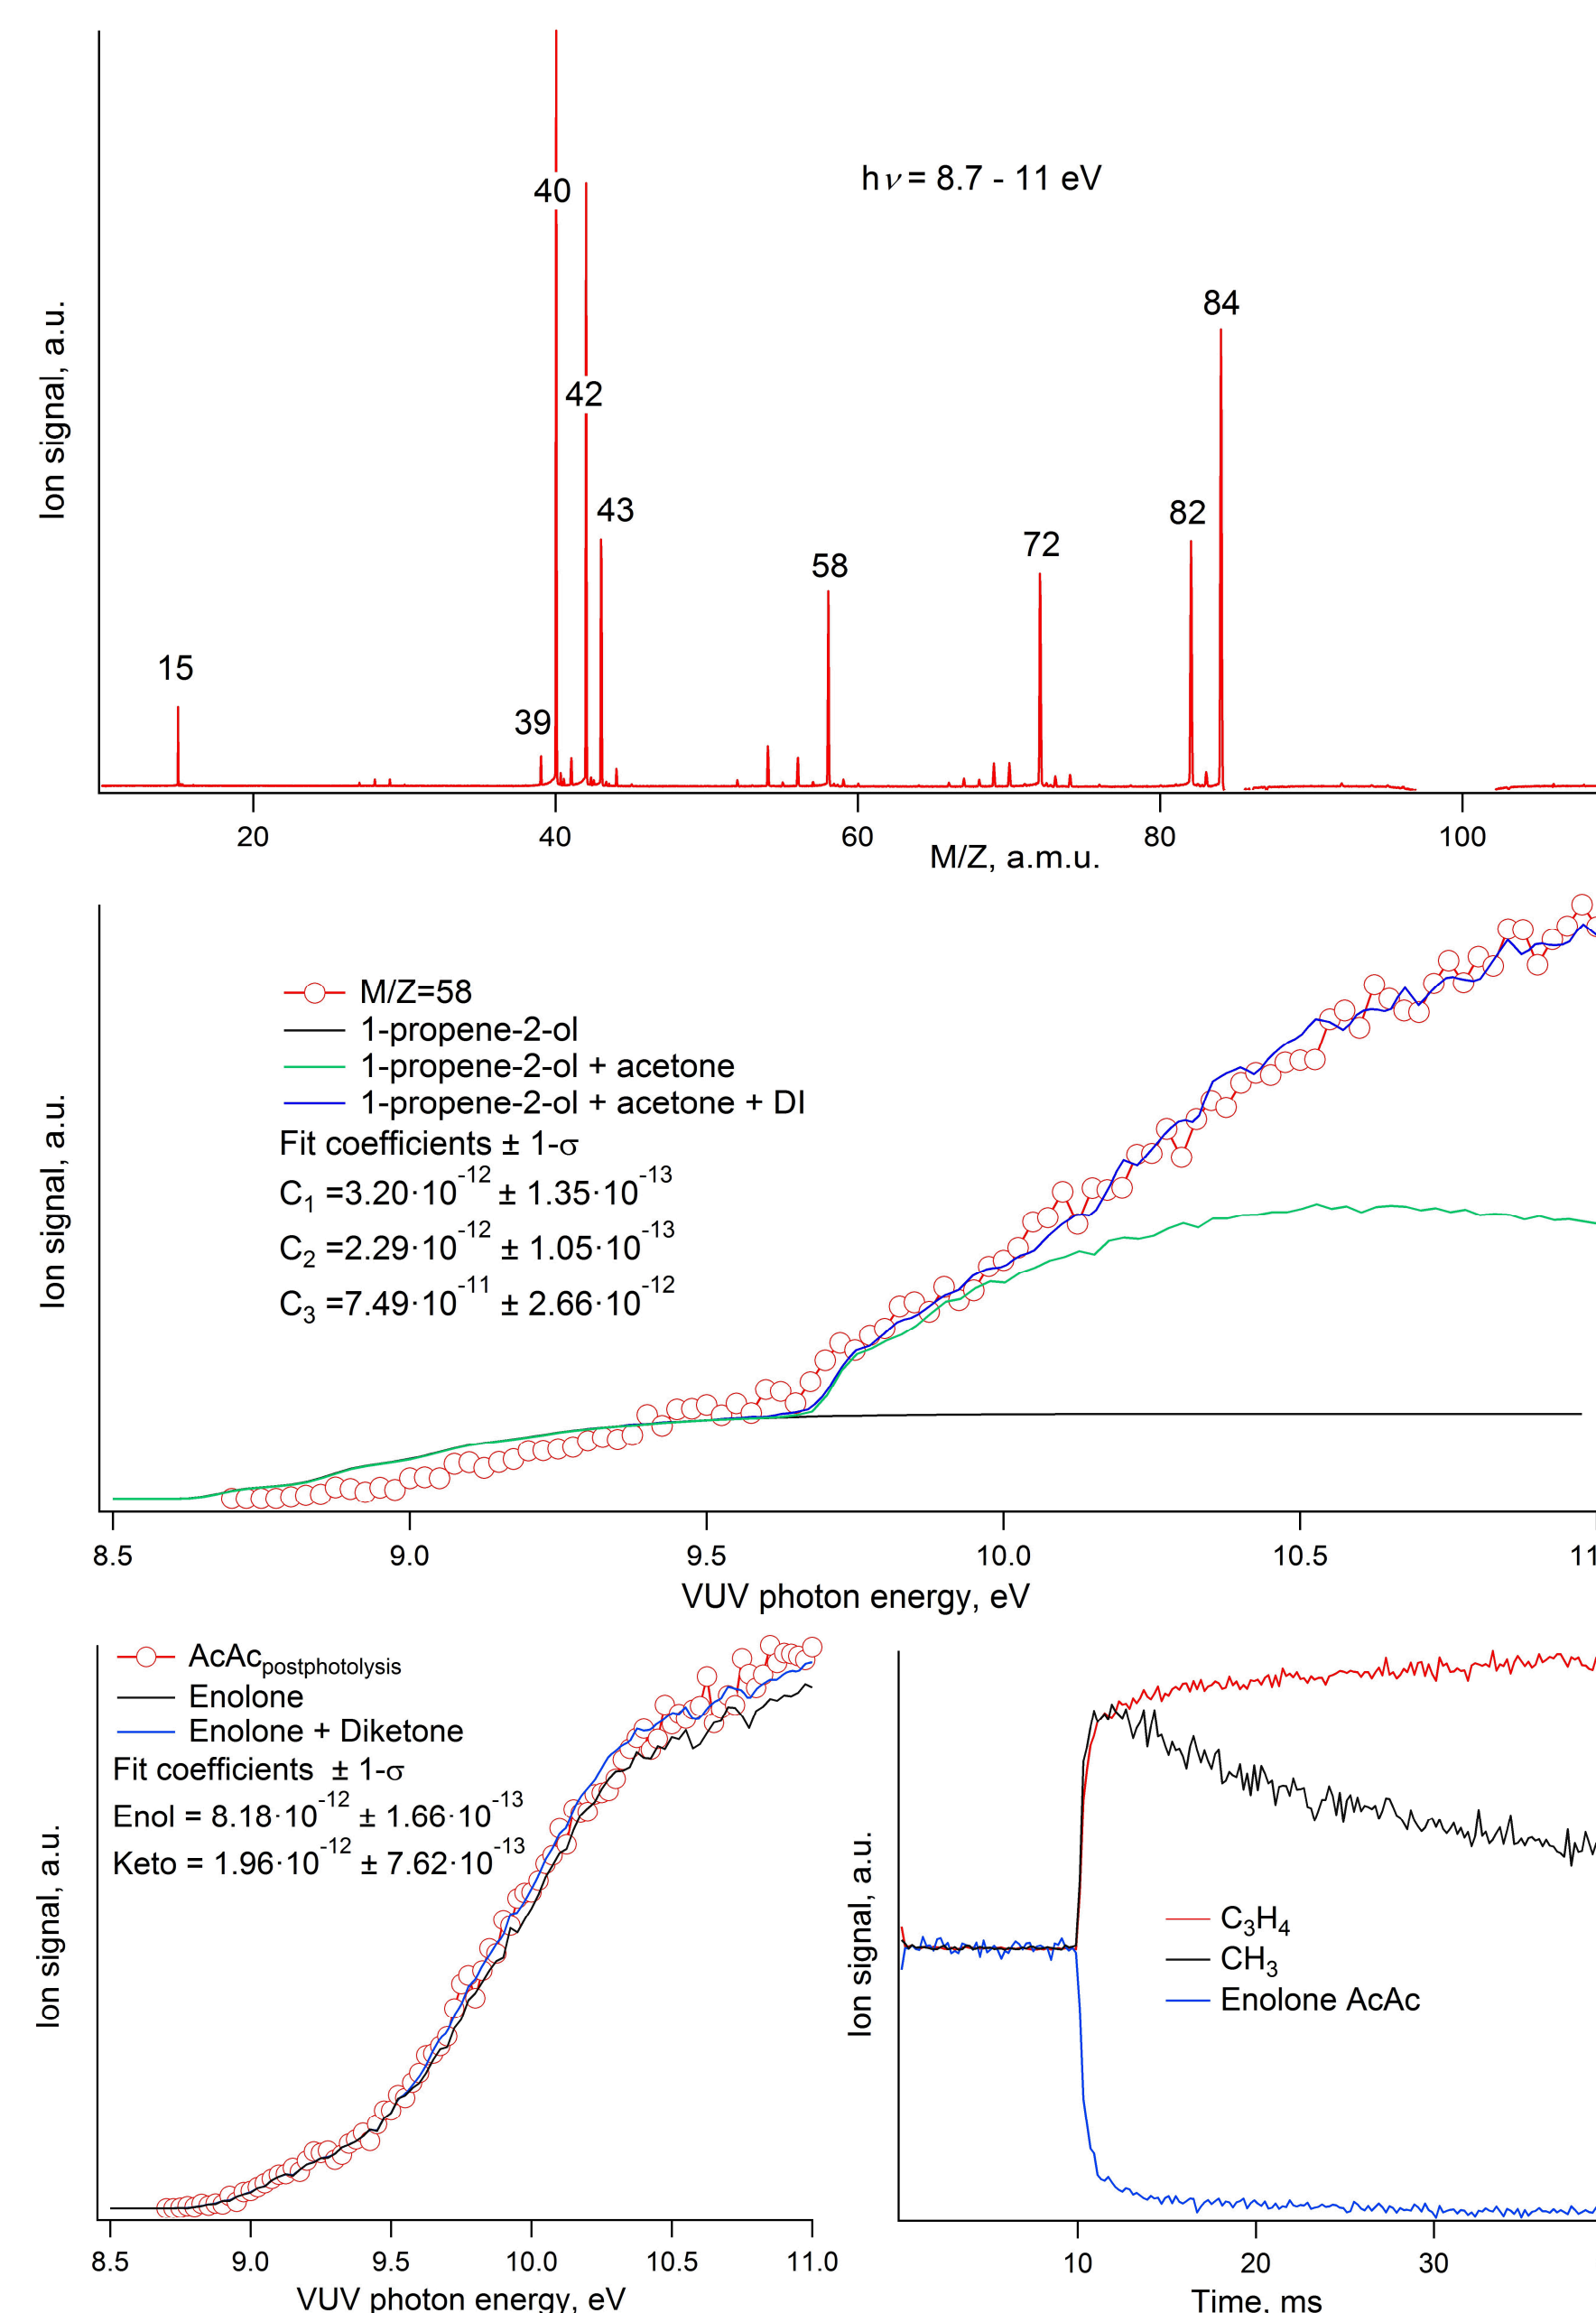 hν = 8.7 - 11 eV
40
42
43
84
82
72
58
15
39
Ion signal, a.u.
20 40 60 80 100
M/Z, a.m.u.
M/Z=58
1-propene-2-ol
1-propene-2-ol + acetone
1-propene-2-ol + acetone + DI
Fit coefficients ± 1-σ
C₁ =3.20·10⁻¹² ± 1.35·10⁻¹³
C₂ =2.29·10⁻¹² ± 1.05·10⁻¹³
C₃ =7.49·10⁻¹¹ ± 2.66·10⁻¹²
Ion signal, a.u.
8.5 9.0 9.5 10.0 10.5 11
VUV photon energy, eV
AcAcpostphotolysis
Enolone
Enolone + Diketone
Fit coefficients ± 1-σ
Enol = 8.18·10⁻¹² ± 1.66·10⁻¹³
Keto = 1.96·10⁻¹² ± 7.62·10⁻¹³
Ion signal, a.u.
8.5 9.0 9.5 10.0 10.5 11.0
VUV photon energy, eV
C₃H₄
CH₃
Enolone AcAc
Ion signal, a.u.
10 20 30
Time, ms